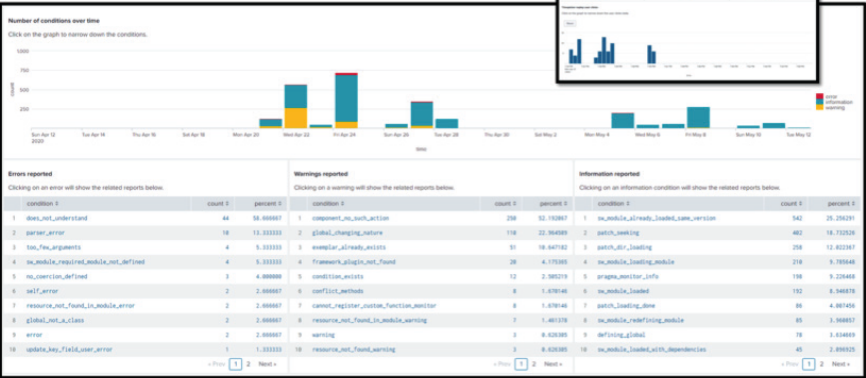 Number of conditions over time
Click on the graph to narrow down the conditions.
1,000
750
500
250
count
Sun Apr 12
2020
Tue Apr 14
Thu Apr 16
Sat Apr 18
Mon Apr 20
Wed Apr 22
Fri Apr 24
Sun Apr 26
Tue Apr 28
Thu Apr 30
Sat May 2
Mon May 4
Wed May 6
Fri May 8
Sun May 10
Tue May 12
time
error
information
warning
Errors reported
Clicking on an error will show the related reports below.
condition count percent
1 does_not_understand 44 58.666667
2 parser_error 10 13.333333
3 too_few_arguments 4 5.333333
4 sw_module_required_module_not_defined 4 5.333333
5 no_coercion_defined 3 4.000000
6 self_error 2 2.666667
7 resource_not_found_in_module_error 2 2.666667
8 global_not_a_class 2 2.666667
9 error 2 2.666667
10 update_key_field_user_error 1 1.333333
« Prev 1 2 Next »
Warnings reported
Clicking on a warning will show the related reports below.
condition count percent
1 component_no_such_action 250 52.192067
2 global_changing_nature 110 22.964509
3 exemplar_already_exists 51 10.647182
4 framework_plugin_not_found 20 4.175365
5 condition_exists 12 2.505219
6 conflict_methods 8 1.670146
7 cannot_register_custom_function_monitor 8 1.670146
8 resource_not_found_in_module_warning 7 1.461378
9 warning 3 0.626305
10 resource_not_found_warning 3 0.626305
« Prev 1 2 Next »
Information reported
Clicking on an information condition will show the related reports below.
condition count percent
1 sw_module_already_loaded_same_version 542 25.256291
2 patch_seeking 402 18.732526
3 patch_dir_loading 258 12.022367
4 sw_module_loading_module 210 9.785648
5 pragma_monitor_info 198 9.226468
6 sw_module_loaded 192 8.946878
7 patch_loading_done 86 4.007456
8 sw_module_redefining_module 85 3.960857
9 defining_global 78 3.634669
10 sw_module_loaded_with_dependencies 45 2.096925
« Prev 1 2 Next »